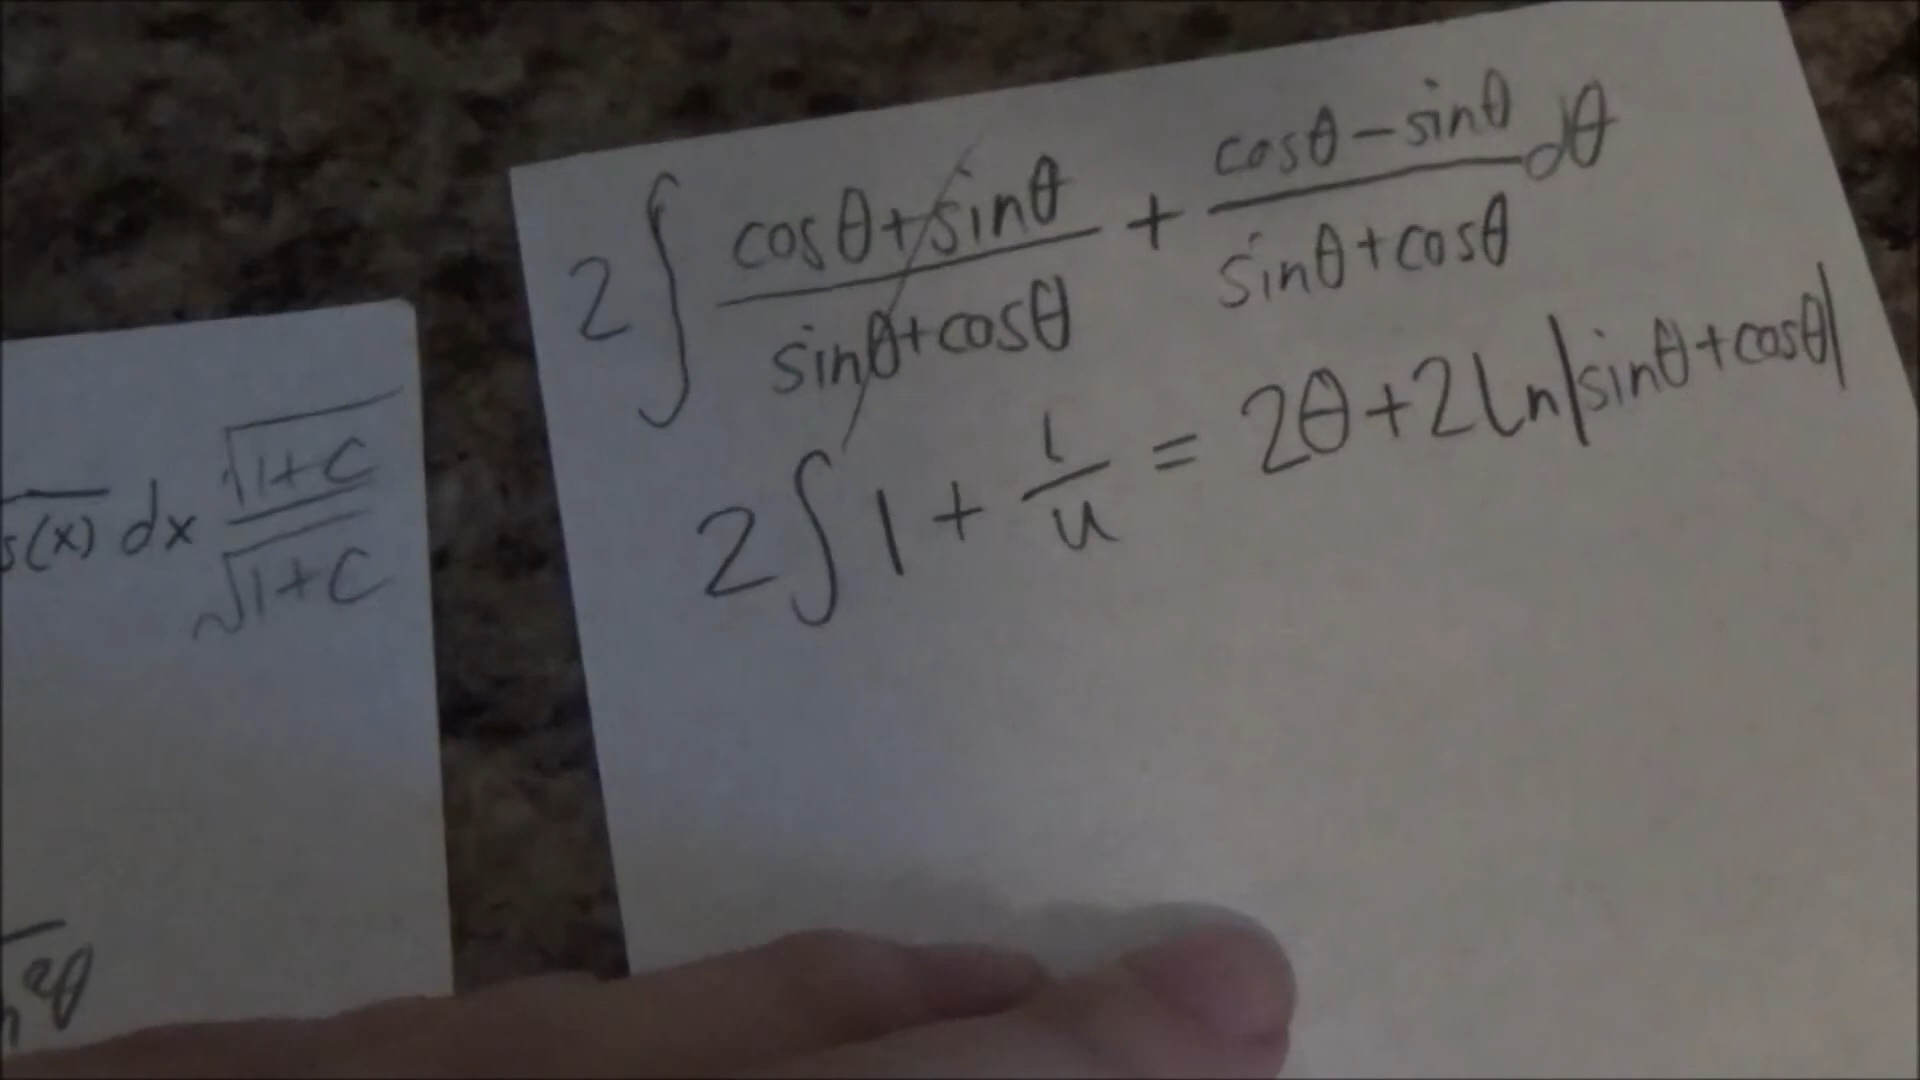 2∫ (cosθ+sinθ)/(sinθ+cosθ) + (cosθ−sinθ)/(sinθ+cosθ) dθ
2∫ 1 + 1/u = 2θ+2ln|sinθ+cosθ|
s(x) dx √(1+C)/√(1+C)
2θ